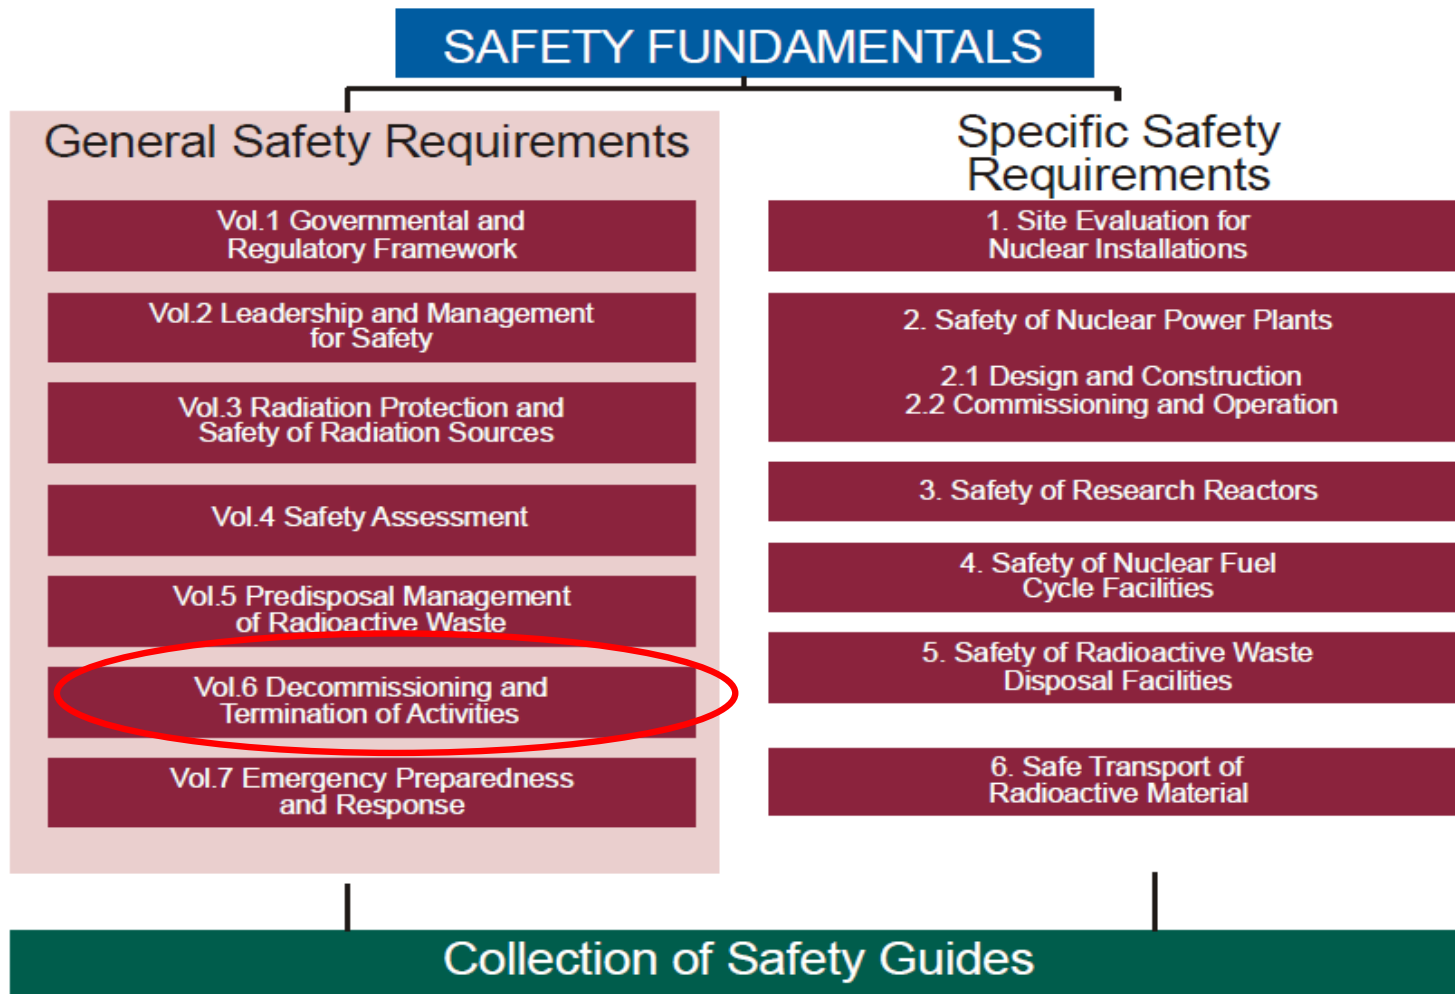 SAFETY FUNDAMENTALS
General Safety Requirements
Vol.1 Governmental and
Regulatory Framework
Vol.2 Leadership and Management
for Safety
Vol.3 Radiation Protection and
Safety of Radiation Sources
Vol.4 Safety Assessment
Vol.5 Predisposal Management
of Radioactive Waste
Vol.6 Decommissioning and
Termination of Activities
Vol.7 Emergency Preparedness
and Response
Specific Safety
Requirements
1. Site Evaluation for
Nuclear Installations
2. Safety of Nuclear Power Plants
2.1 Design and Construction
2.2 Commissioning and Operation
3. Safety of Research Reactors
4. Safety of Nuclear Fuel
Cycle Facilities
5. Safety of Radioactive Waste
Disposal Facilities
6. Safe Transport of
Radioactive Material
Collection of Safety Guides